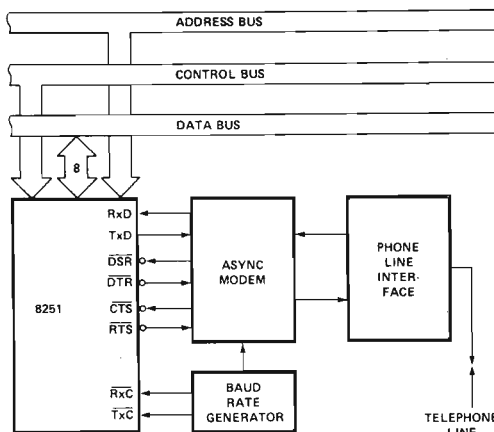 ADDRESS BUS
CONTROL BUS
DATA BUS
8
8251
RxD
TxD
DSR
DTR
CTS
RTS
RxC
TxC
ASYNC
MODEM
BAUD
RATE
GENERATOR
PHONE
LINE
INTER-
FACE
TELEPHONE
LINE